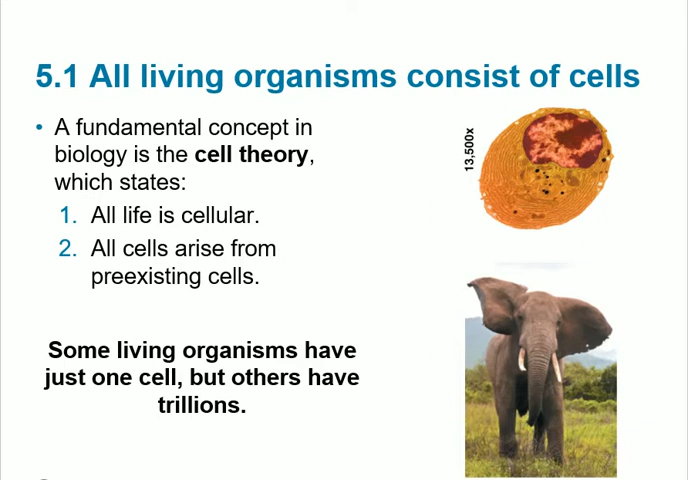 5.1 All living organisms consist of cells
• A fundamental concept in
biology is the cell theory,
which states:
1. All life is cellular.
2. All cells arise from
preexisting cells.
Some living organisms have
just one cell, but others have
trillions.
13,500x